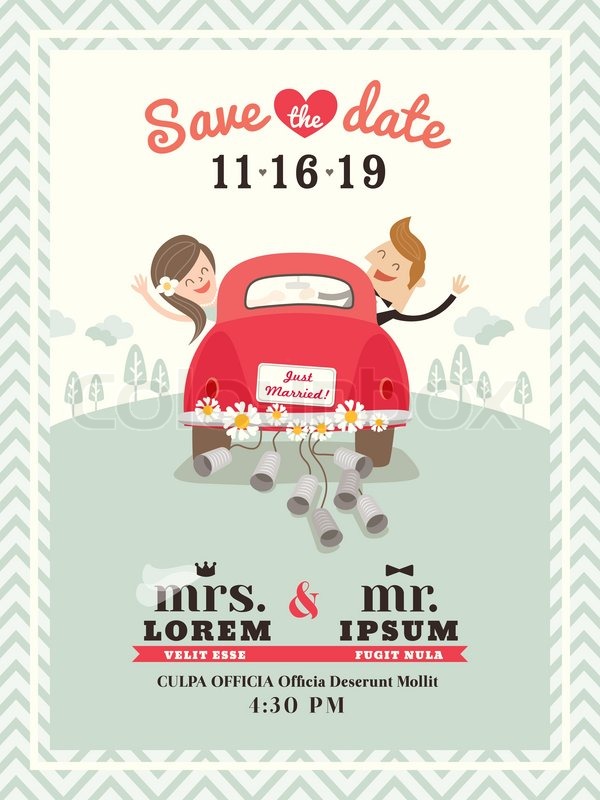 Save the date
11·16·19
Just
Married!
colourbox
mrs. & mr.
LOREM IPSUM
VELIT ESSE FUGIT NULA
CULPA OFFICIA Officia Deserunt Mollit
4:30 PM